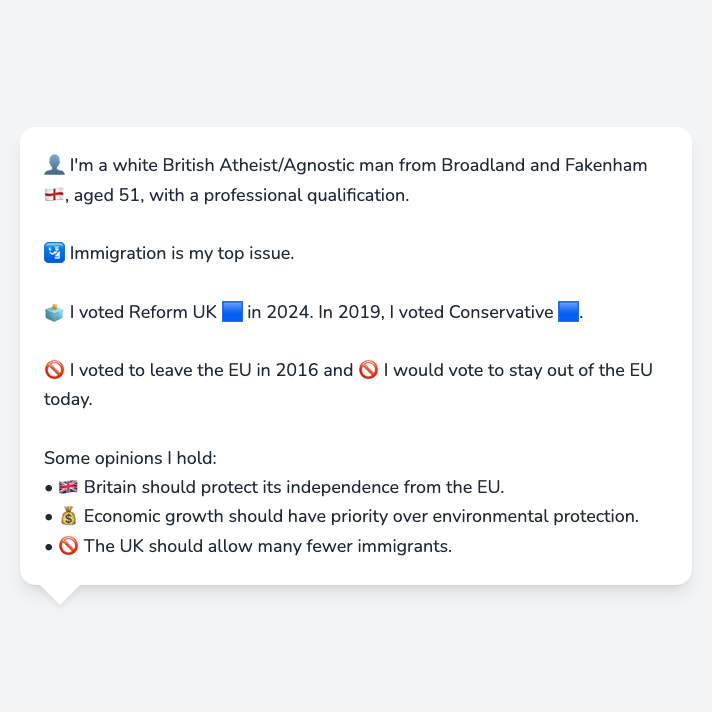 👤 I'm a white British Atheist/Agnostic man from Broadland and Fakenham
🏴󠁧󠁢󠁥󠁮󠁧󠁿, aged 51, with a professional qualification.
🛂 Immigration is my top issue.
🗳️ I voted Reform UK 🟦 in 2024. In 2019, I voted Conservative 🟦.
🚫 I voted to leave the EU in 2016 and 🚫 I would vote to stay out of the EU
today.
Some opinions I hold:
• 🇬🇧 Britain should protect its independence from the EU.
• 💰 Economic growth should have priority over environmental protection.
• 🚫 The UK should allow many fewer immigrants.